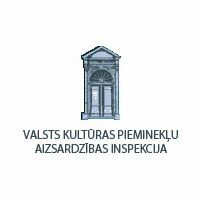 VALSTS KULTŪRAS PIEMINEKĻU
AIZSARDZĪBAS INSPEKCIJA